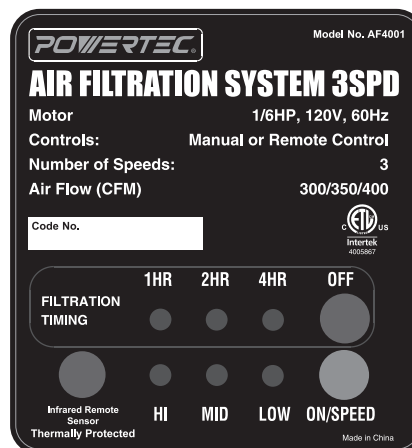 POWERTEC®
Model No. AF4001
AIR FILTRATION SYSTEM 3SPD
Motor 1/6HP, 120V, 60Hz
Controls: Manual or Remote Control
Number of Speeds: 3
Air Flow (CFM) 300/350/400
Code No.
C ETL US
Intertek
4005867
1HR 2HR 4HR OFF
FILTRATION
TIMING
Infrared Remote
Sensor
Thermally Protected
HI MID LOW ON/SPEED
Made in China